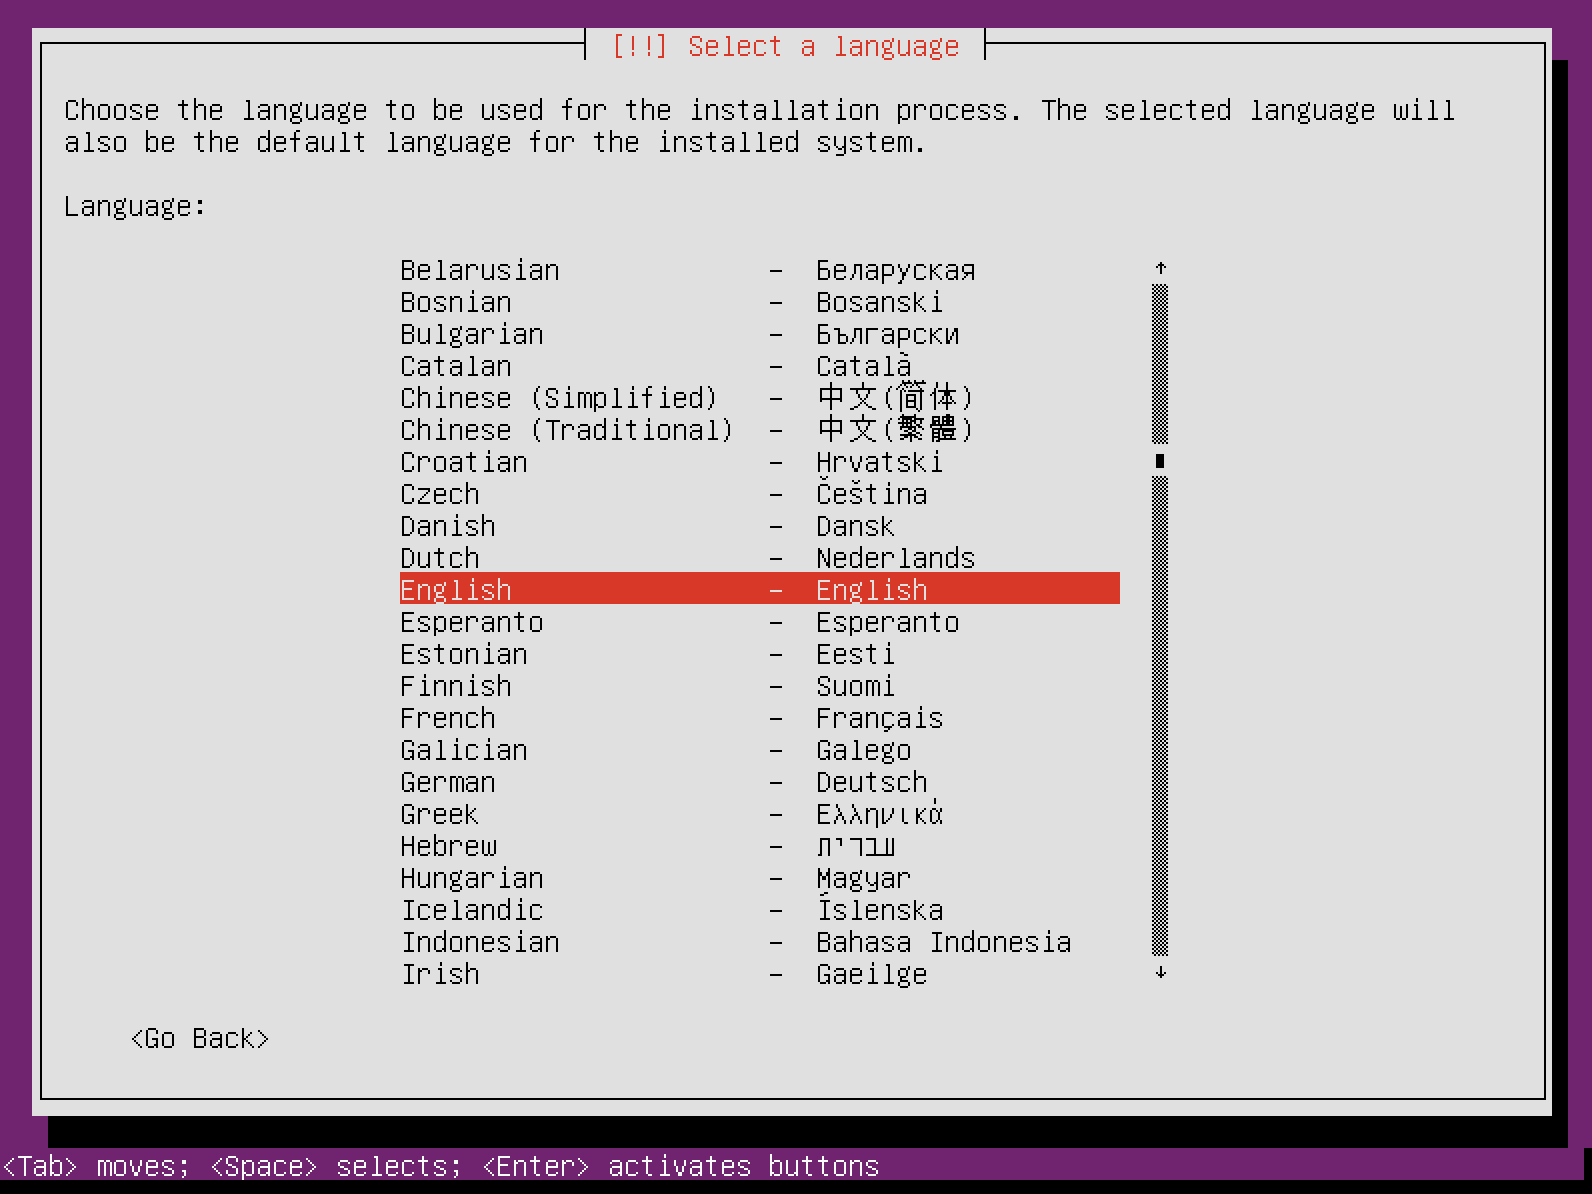 [!!] Select a language
Choose the language to be used for the installation process. The selected language will
also be the default language for the installed system.
Language:
Belarusian - Беларуская
Bosnian - Bosanski
Bulgarian - Български
Catalan - Català
Chinese (Simplified) - 中文(简体)
Chinese (Traditional) - 中文(繁體)
Croatian - Hrvatski
Czech - Čeština
Danish - Dansk
Dutch - Nederlands
English - English
Esperanto - Esperanto
Estonian - Eesti
Finnish - Suomi
French - Français
Galician - Galego
German - Deutsch
Greek - Ελληνικά
Hebrew - עברית
Hungarian - Magyar
Icelandic - Íslenska
Indonesian - Bahasa Indonesia
Irish - Gaeilge
<Go Back>
<Tab> moves; <Space> selects; <Enter> activates buttons